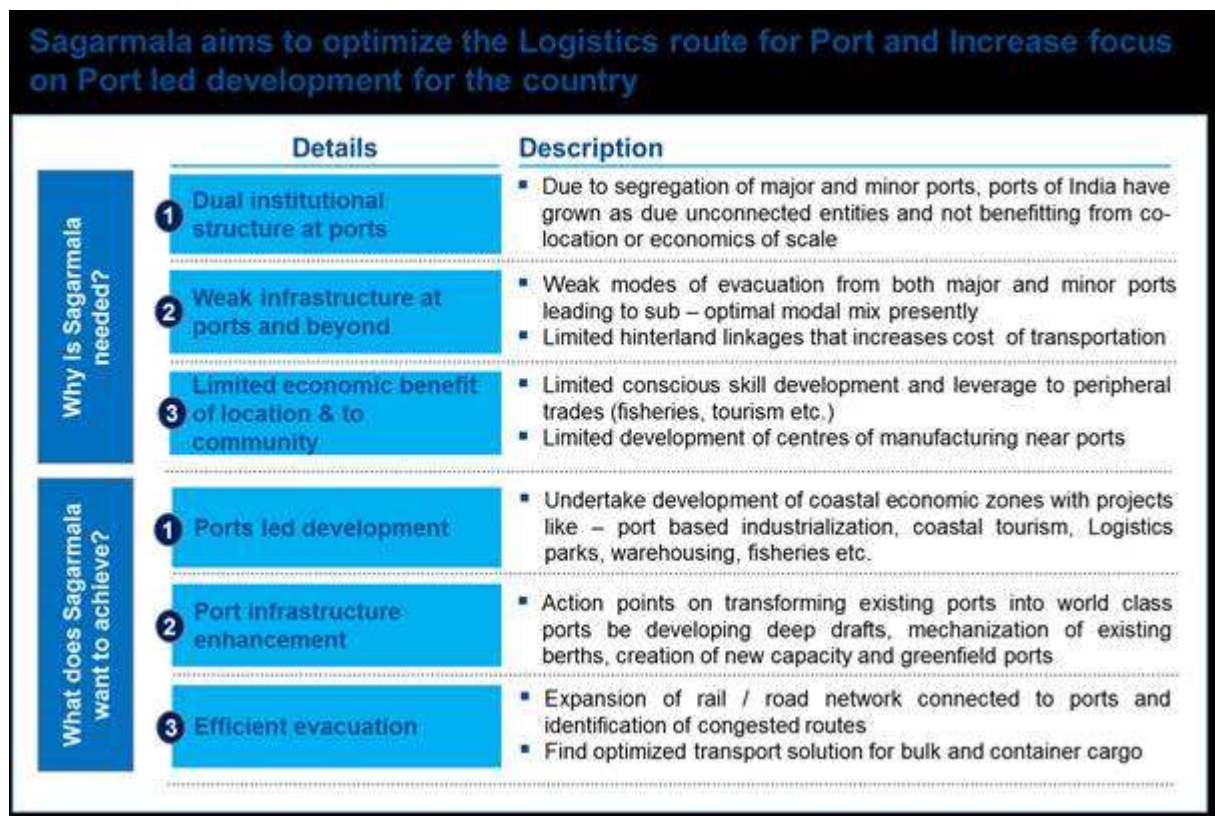 Sagarmala aims to optimize the Logistics route for Port and Increase focus
on Port led development for the country
Details
Description
Why Is Sagarmala
needed?
1
Dual institutional
structure at ports
▪ Due to segregation of major and minor ports, ports of India have
grown as due unconnected entities and not benefitting from co-
location or economics of scale
2
Weak infrastructure at
ports and beyond
▪ Weak modes of evacuation from both major and minor ports
leading to sub – optimal modal mix presently
▪ Limited hinterland linkages that increases cost of transportation
3
Limited economic benefit
of location & to
community
▪ Limited conscious skill development and leverage to peripheral
trades (fisheries, tourism etc.)
▪ Limited development of centres of manufacturing near ports
What does Sagarmala
want to achieve?
1
Ports led development
▪ Undertake development of coastal economic zones with projects
like – port based industrialization, coastal tourism, Logistics
parks, warehousing, fisheries etc.
2
Port infrastructure
enhancement
▪ Action points on transforming existing ports into world class
ports be developing deep drafts, mechanization of existing
berths, creation of new capacity and greenfield ports
3
Efficient evacuation
▪ Expansion of rail / road network connected to ports and
identification of congested routes
▪ Find optimized transport solution for bulk and container cargo